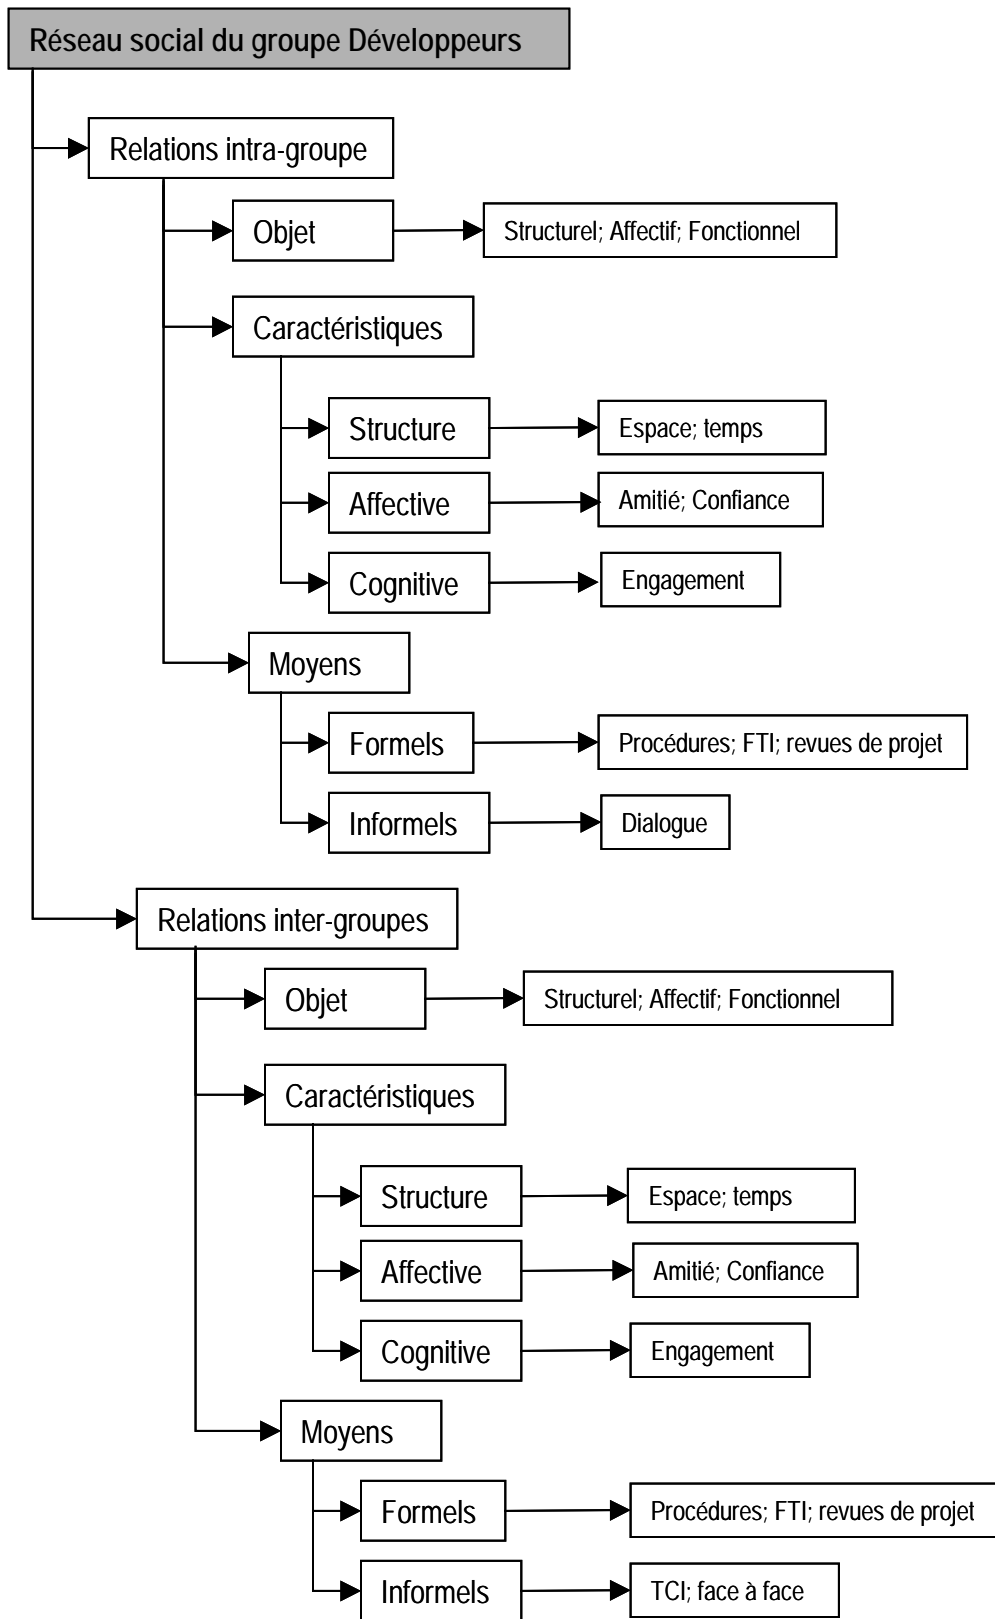 Réseau social du groupe Développeurs
Relations intra-groupe
Objet
Structurel; Affectif; Fonctionnel
Caractéristiques
Structure
Espace; temps
Affective
Amitié; Confiance
Cognitive
Engagement
Moyens
Formels
Procédures; FTI; revues de projet
Informels
Dialogue
Relations inter-groupes
Objet
Structurel; Affectif; Fonctionnel
Caractéristiques
Structure
Espace; temps
Affective
Amitié; Confiance
Cognitive
Engagement
Moyens
Formels
Procédures; FTI; revues de projet
Informels
TCI; face à face